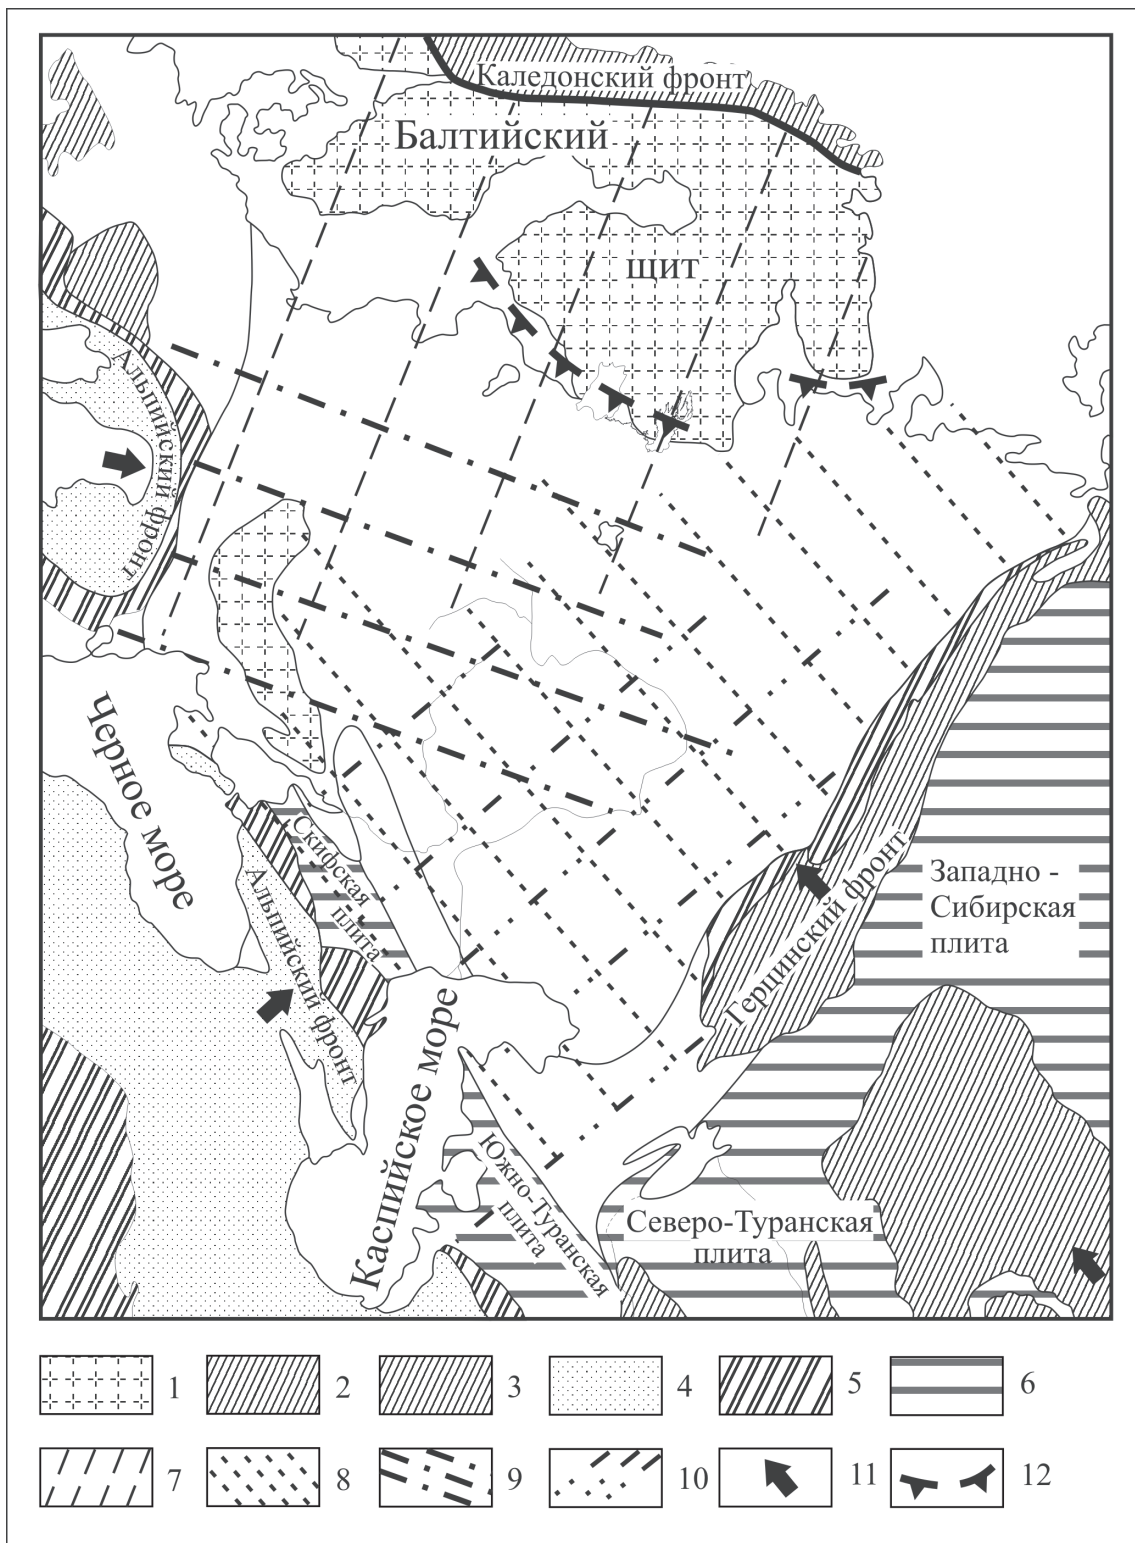 Каледонский фронт
Балтийский
щит
Альпийский фронт
Черное море
Скифская
плита
Альпийский фронт
Каспийское море
Герцинский фронт
Западно -
Сибирская
плита
Южно-Туранская
плита
Северо-Туранская
плита
1
2
3
4
5
6
7
8
9
10
11
12